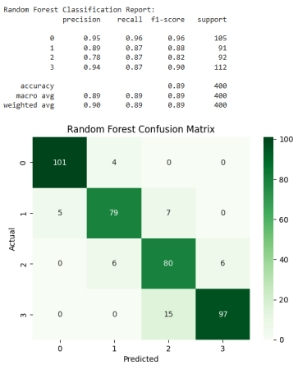 Random Forest Classification Report:
precision recall f1-score support
0 0.95 0.96 0.96 105
1 0.89 0.87 0.88 91
2 0.78 0.87 0.82 92
3 0.94 0.87 0.90 112
accuracy 0.89 400
macro avg 0.89 0.89 0.89 400
weighted avg 0.90 0.89 0.89 400
Random Forest Confusion Matrix
0 101 4 0 0
1 5 79 7 0
2 0 6 80 6
3 0 0 15 97
0 1 2 3
Predicted
Actual
100
80
60
40
20
0